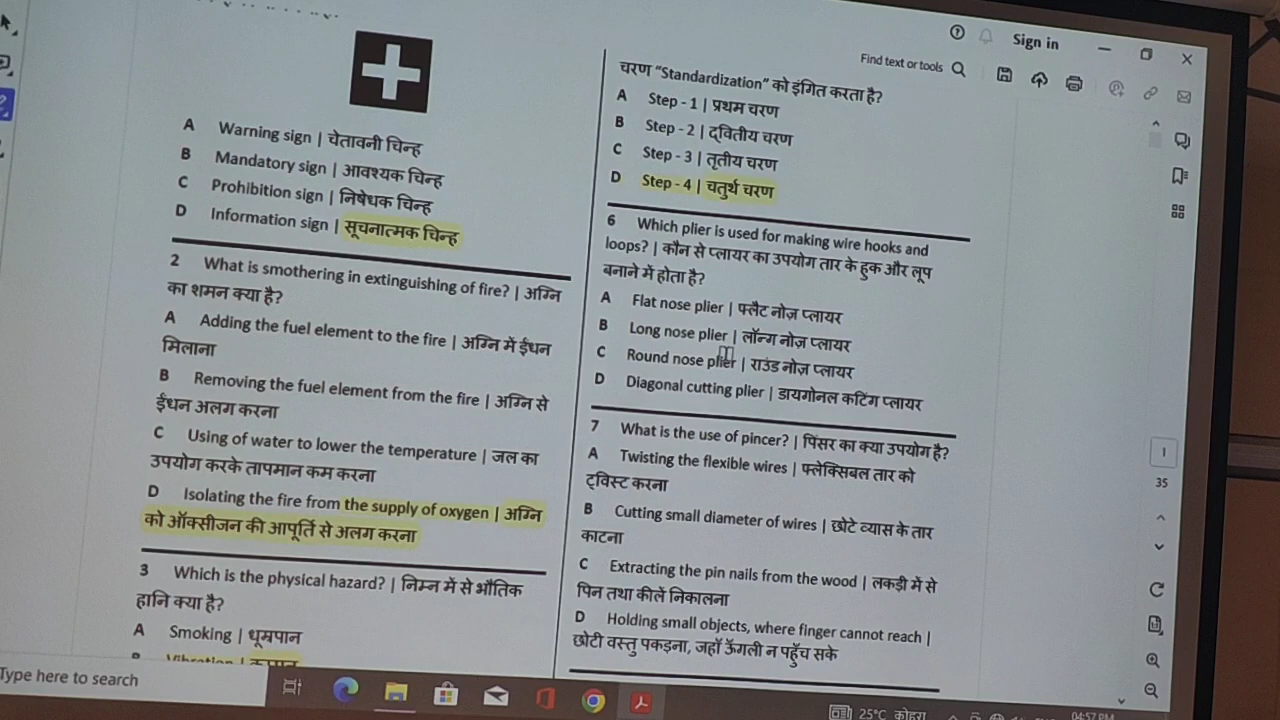 Sign in
Find text or tools
A Warning sign | चेतावनी चिन्ह
B Mandatory sign | आवश्यक चिन्ह
C Prohibition sign | निषेधक चिन्ह
D Information sign | सूचनात्मक चिन्ह
2 What is smothering in extinguishing of fire? | अग्नि
का शमन क्या है?
A Adding the fuel element to the fire | अग्नि में ईंधन
मिलाना
B Removing the fuel element from the fire | अग्नि से
ईंधन अलग करना
C Using of water to lower the temperature | जल का
उपयोग करके तापमान कम करना
D Isolating the fire from the supply of oxygen | अग्नि
को ऑक्सीजन की आपूर्ति से अलग करना
3 Which is the physical hazard? | निम्न में से भौतिक
हानि क्या है?
A Smoking | धूम्रपान
B Vibration | कंपन
चरण “Standardization” को इंगित करता है?
A Step - 1 | प्रथम चरण
B Step - 2 | द्वितीय चरण
C Step - 3 | तृतीय चरण
D Step - 4 | चतुर्थ चरण
6 Which plier is used for making wire hooks and
loops? | कौन से प्लायर का उपयोग तार के हुक और लूप
बनाने में होता है?
A Flat nose plier | फ्लैट नोज़ प्लायर
B Long nose plier | लॉन्ग नोज़ प्लायर
C Round nose plier | राउंड नोज़ प्लायर
D Diagonal cutting plier | डायगोनल कटिंग प्लायर
7 What is the use of pincer? | पिंसर का क्या उपयोग है?
A Twisting the flexible wires | फ्लेक्सिबल तार को
ट्विस्ट करना
B Cutting small diameter of wires | छोटे व्यास के तार
काटना
C Extracting the pin nails from the wood | लकड़ी में से
पिन तथा कीलें निकालना
D Holding small objects, where finger cannot reach |
छोटी वस्तु पकड़ना, जहाँ ऊँगली न पहुँच सके
1
35
Type here to search
25°C कोहरा
04:57 PM